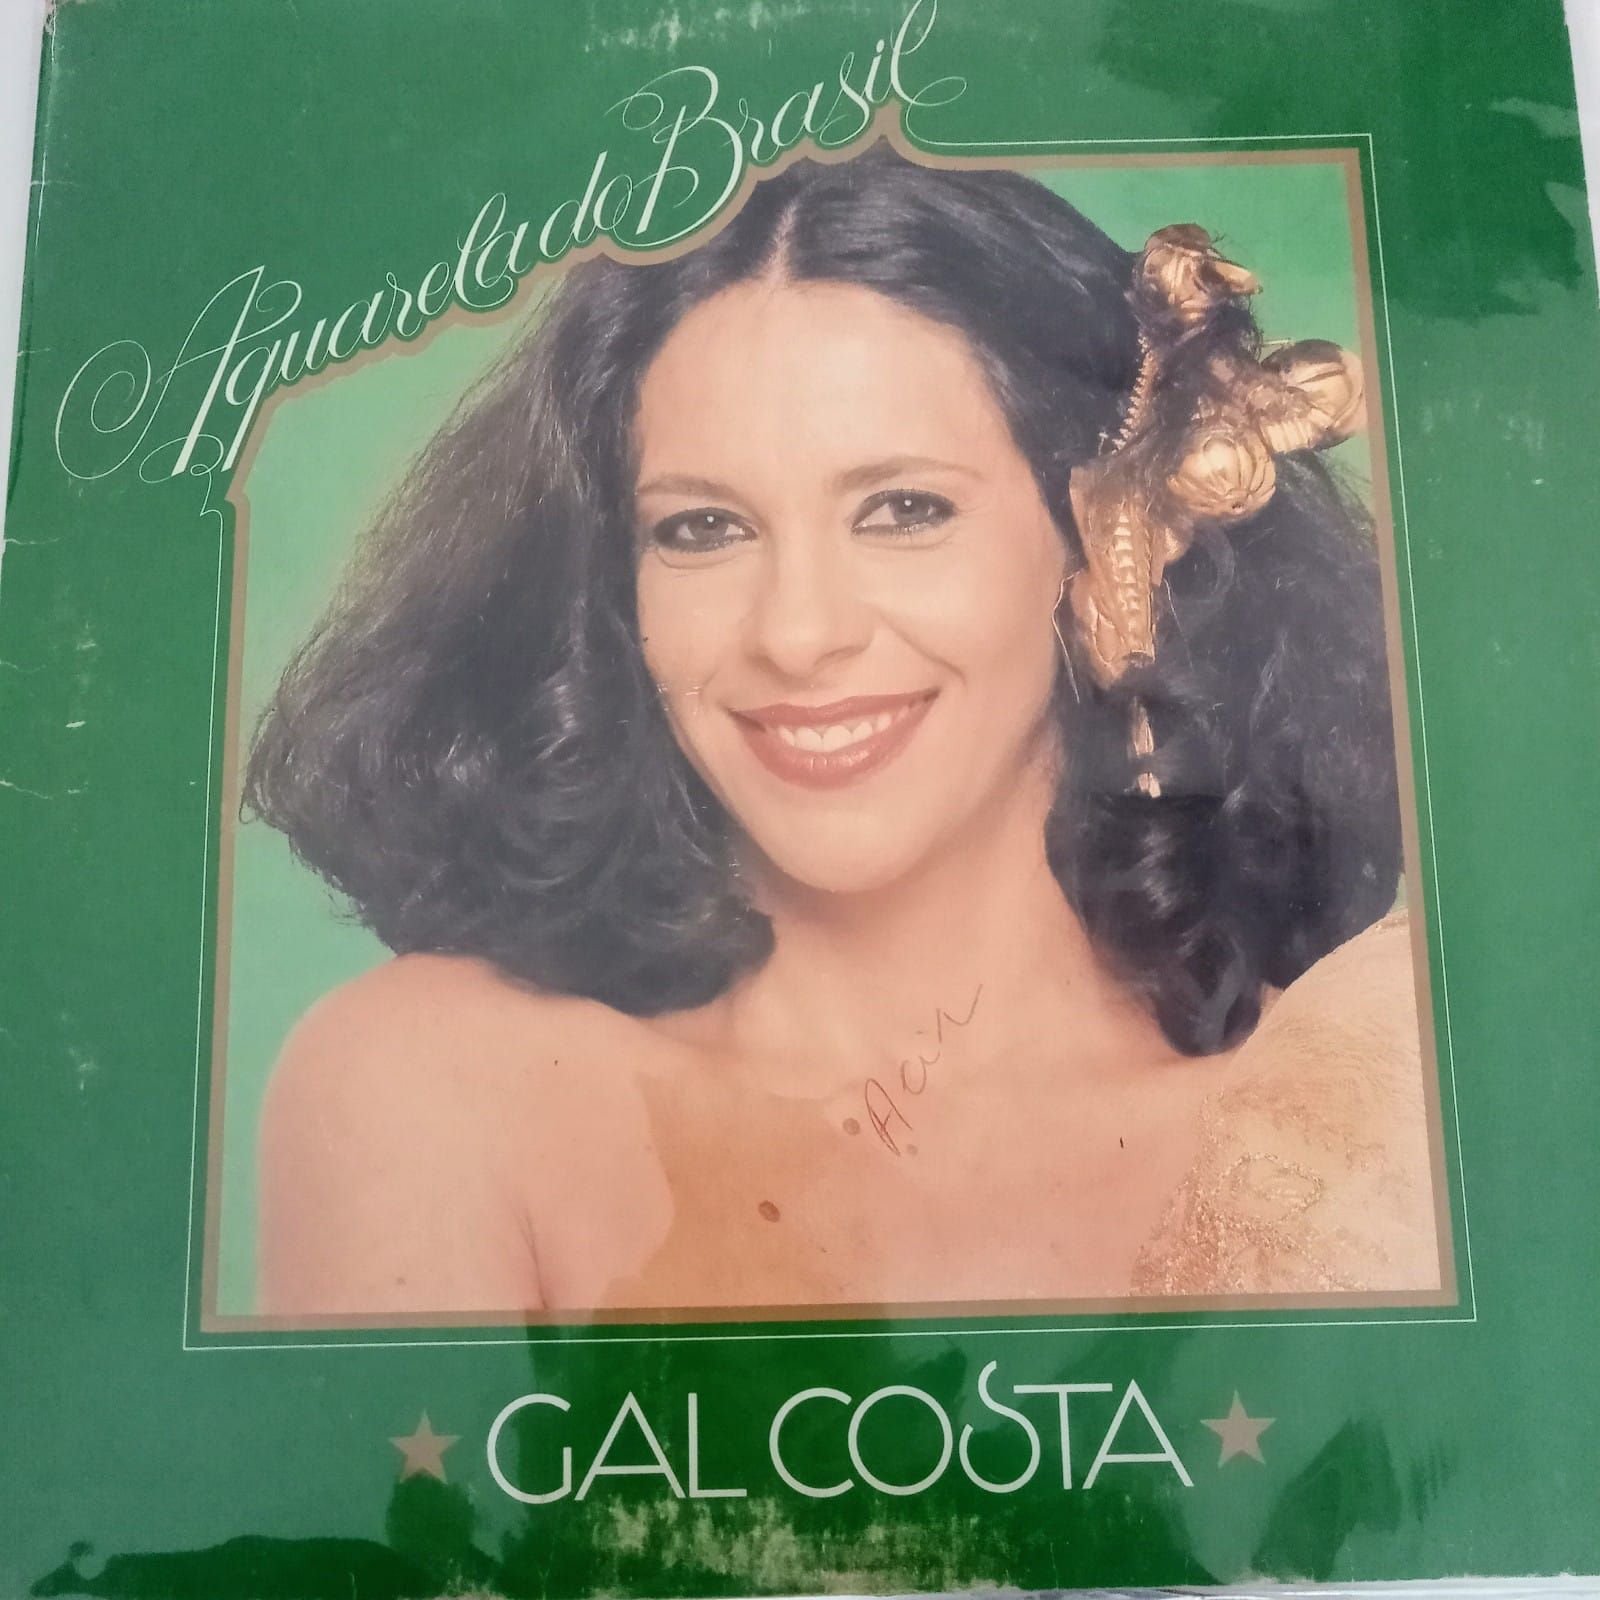 Aquarela do Brasil
Acir
GAL COSTA